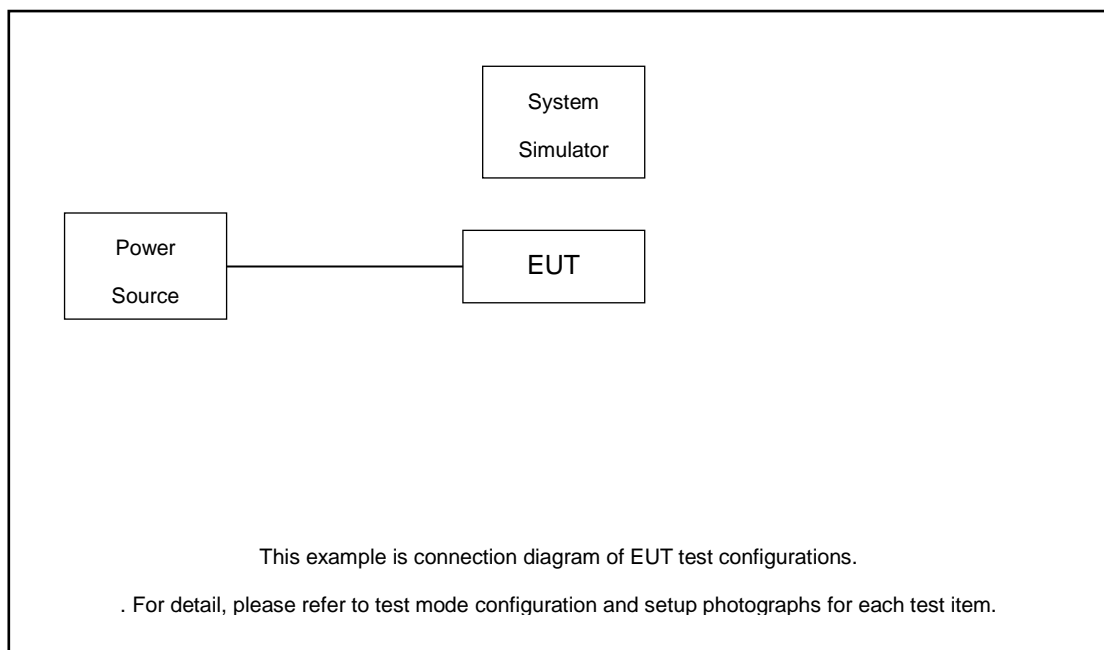 System
Simulator
Power
Source
EUT
This example is connection diagram of EUT test configurations.
. For detail, please refer to test mode configuration and setup photographs for each test item.